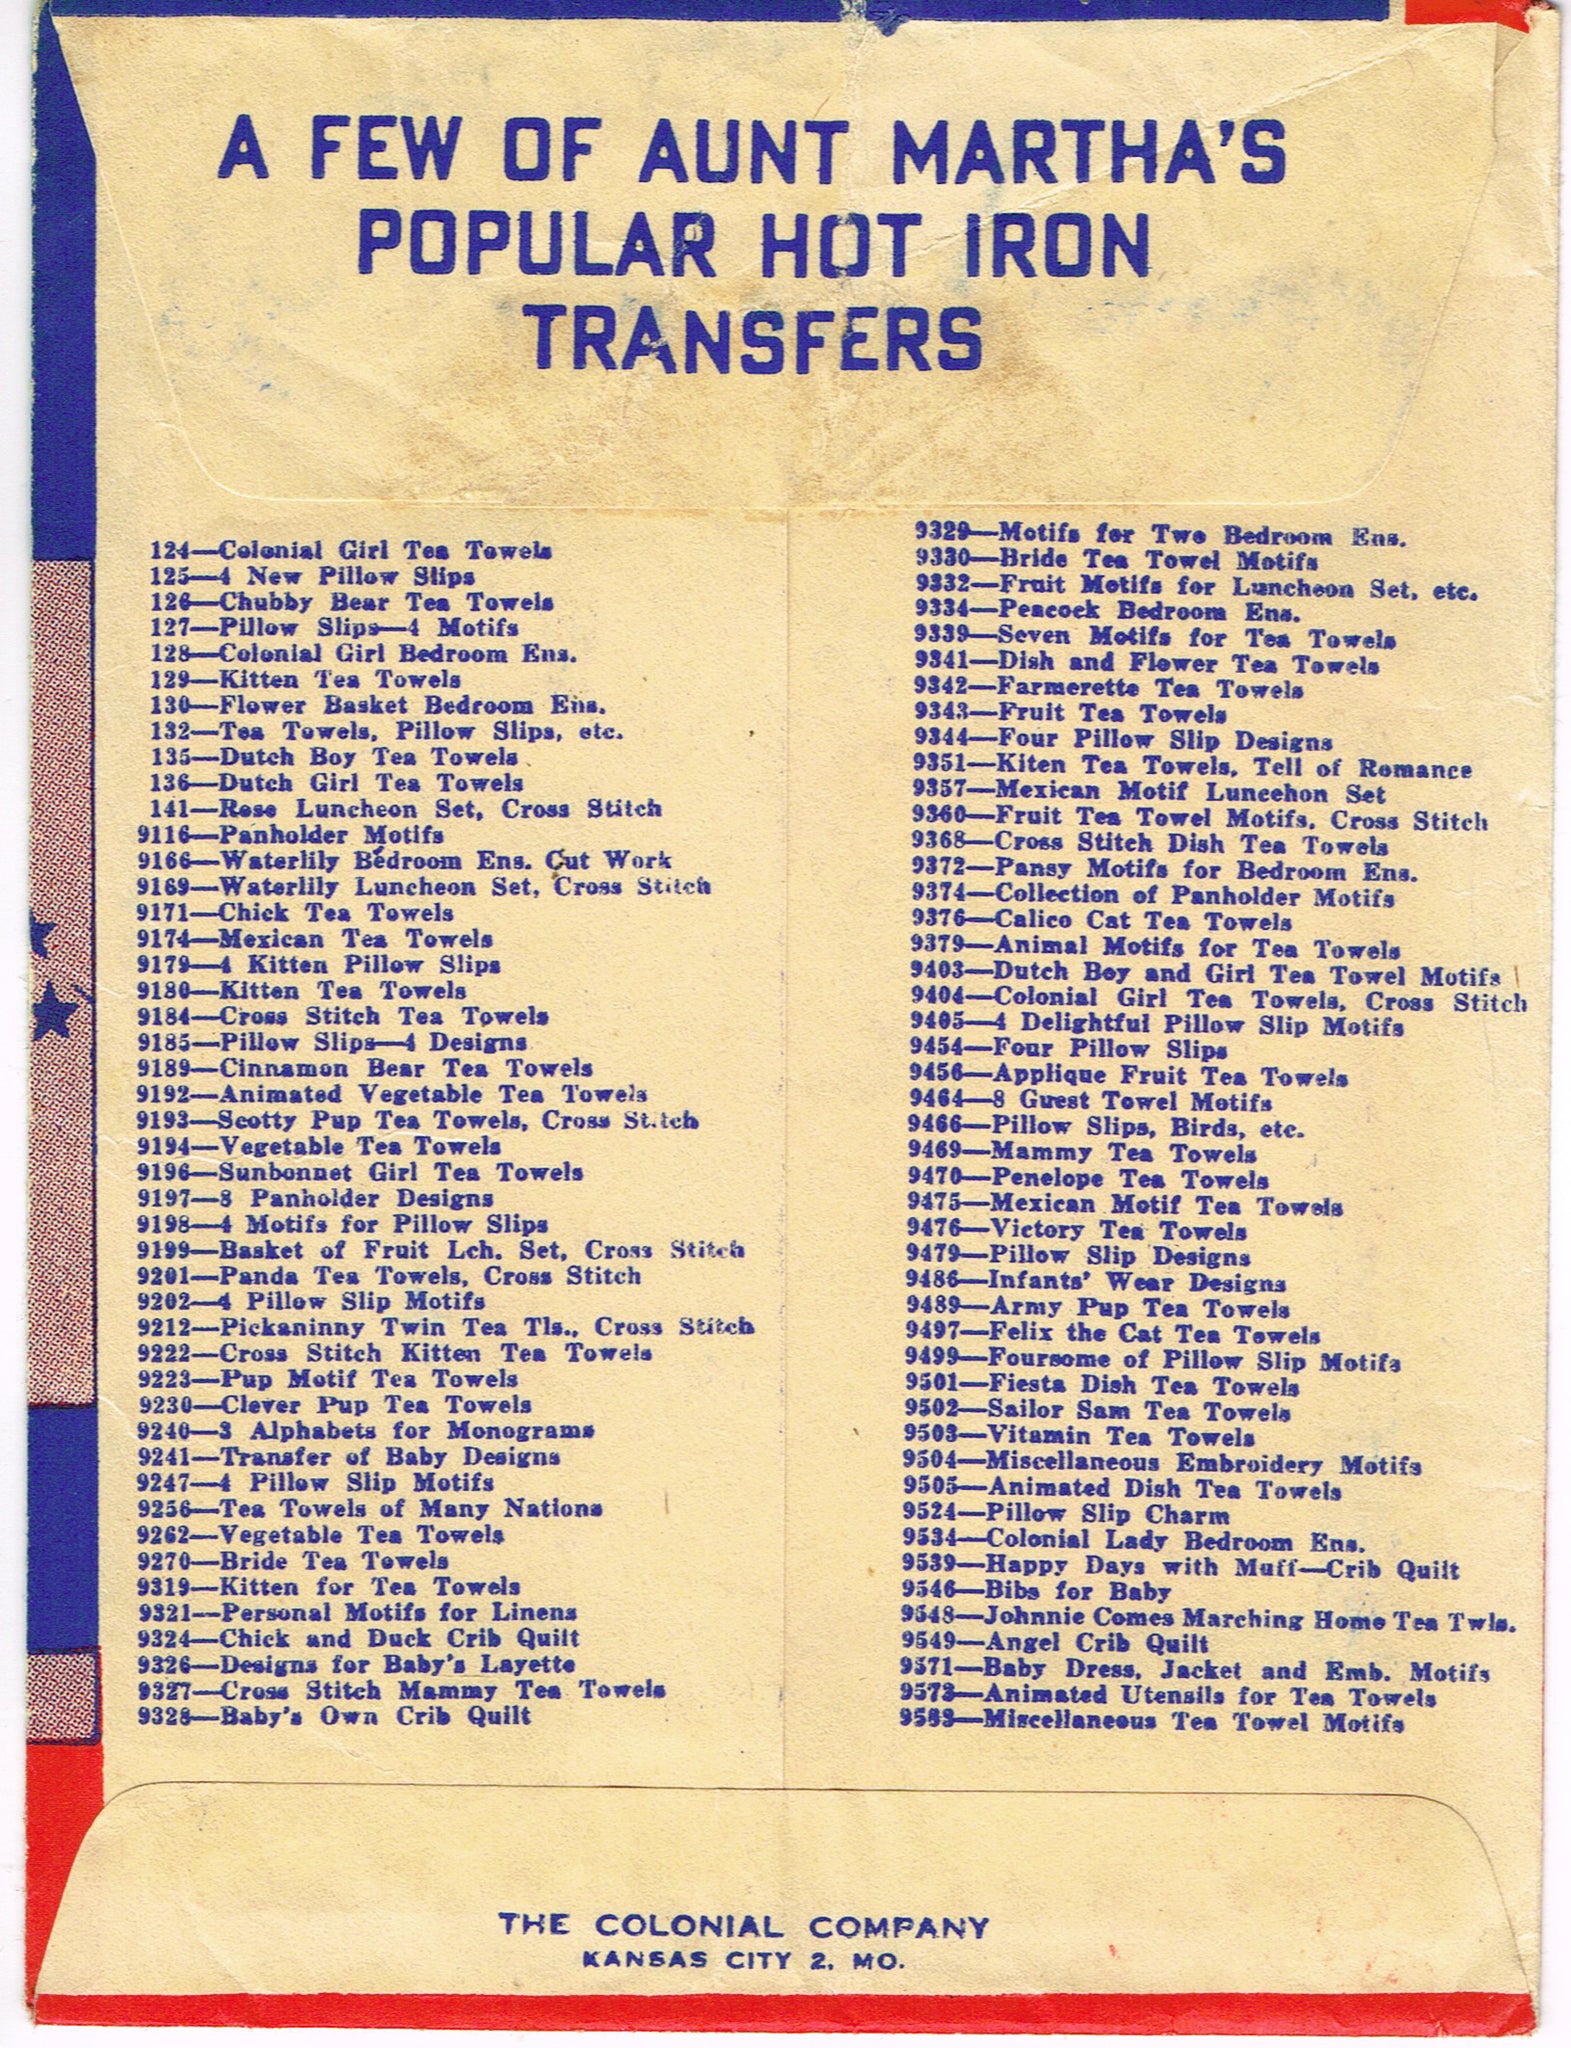 A FEW OF AUNT MARTHA'S
POPULAR HOT IRON
TRANSFERS
124—Colonial Girl Tea Towels
125—4 New Pillow Slips
126—Chubby Bear Tea Towels
127—Pillow Slips—4 Motifs
128—Colonial Girl Bedroom Ens.
129—Kitten Tea Towels
130—Flower Basket Bedroom Ens.
132—Tea Towels, Pillow Slips, etc.
135—Dutch Boy Tea Towels
136—Dutch Girl Tea Towels
141—Rose Luncheon Set, Cross Stitch
9116—Panholder Motifs
9166—Waterlily Bedroom Ens. Cut Work
9169—Waterlily Luncheon Set, Cross Stitch
9171—Chick Tea Towels
9174—Mexican Tea Towels
9179—4 Kitten Pillow Slips
9180—Kitten Tea Towels
9184—Cross Stitch Tea Towels
9185—Pillow Slips—4 Designs
9189—Cinnamon Bear Tea Towels
9192—Animated Vegetable Tea Towels
9193—Scotty Pup Tea Towels, Cross Stitch
9194—Vegetable Tea Towels
9196—Sunbonnet Girl Tea Towels
9197—8 Panholder Designs
9198—4 Motifs for Pillow Slips
9199—Basket of Fruit Lch. Set, Cross Stitch
9201—Panda Tea Towels, Cross Stitch
9202—4 Pillow Slip Motifs
9212—Pickaninny Twin Tea Tls., Cross Stitch
9222—Cross Stitch Kitten Tea Towels
9223—Pup Motif Tea Towels
9230—Clever Pup Tea Towels
9240—3 Alphabets for Monograms
9241—Transfer of Baby Designs
9247—4 Pillow Slip Motifs
9256—Tea Towels of Many Nations
9262—Vegetable Tea Towels
9270—Bride Tea Towels
9319—Kitten for Tea Towels
9321—Personal Motifs for Linens
9324—Chick and Duck Crib Quilt
9326—Designs for Baby's Layette
9327—Cross Stitch Mammy Tea Towels
9328—Baby's Own Crib Quilt
9329—Motifs for Two Bedroom Ens.
9330—Bride Tea Towel Motifs
9332—Fruit Motifs for Luncheon Set, etc.
9334—Peacock Bedroom Ens.
9339—Seven Motifs for Tea Towels
9341—Dish and Flower Tea Towels
9342—Farmerette Tea Towels
9343—Fruit Tea Towels
9344—Four Pillow Slip Designs
9351—Kiten Tea Towels, Tell of Romance
9357—Mexican Motif Luncehon Set
9360—Fruit Tea Towel Motifs, Cross Stitch
9368—Cross Stitch Dish Tea Towels
9372—Pansy Motifs for Bedroom Ens.
9374—Collection of Panholder Motifs
9376—Calico Cat Tea Towels
9379—Animal Motifs for Tea Towels
9403—Dutch Boy and Girl Tea Towel Motifs
9404—Colonial Girl Tea Towels, Cross Stitch
9405—4 Delightful Pillow Slip Motifs
9454—Four Pillow Slips
9456—Applique Fruit Tea Towels
9464—8 Guest Towel Motifs
9466—Pillow Slips, Birds, etc.
9469—Mammy Tea Towels
9470—Penelope Tea Towels
9475—Mexican Motif Tea Towels
9476—Victory Tea Towels
9479—Pillow Slip Designs
9486—Infants' Wear Designs
9489—Army Pup Tea Towels
9497—Felix the Cat Tea Towels
9499—Foursome of Pillow Slip Motifs
9501—Fiesta Dish Tea Towels
9502—Sailor Sam Tea Towels
9503—Vitamin Tea Towels
9504—Miscellaneous Embroidery Motifs
9505—Animated Dish Tea Towels
9524—Pillow Slip Charm
9534—Colonial Lady Bedroom Ens.
9539—Happy Days with Muff—Crib Quilt
9546—Bibs for Baby
9548—Johnnie Comes Marching Home Tea Twls.
9549—Angel Crib Quilt
9571—Baby Dress, Jacket and Emb. Motifs
9573—Animated Utensils for Tea Towels
9583—Miscellaneous Tea Towel Motifs
THE COLONIAL COMPANY
KANSAS CITY 2, MO.